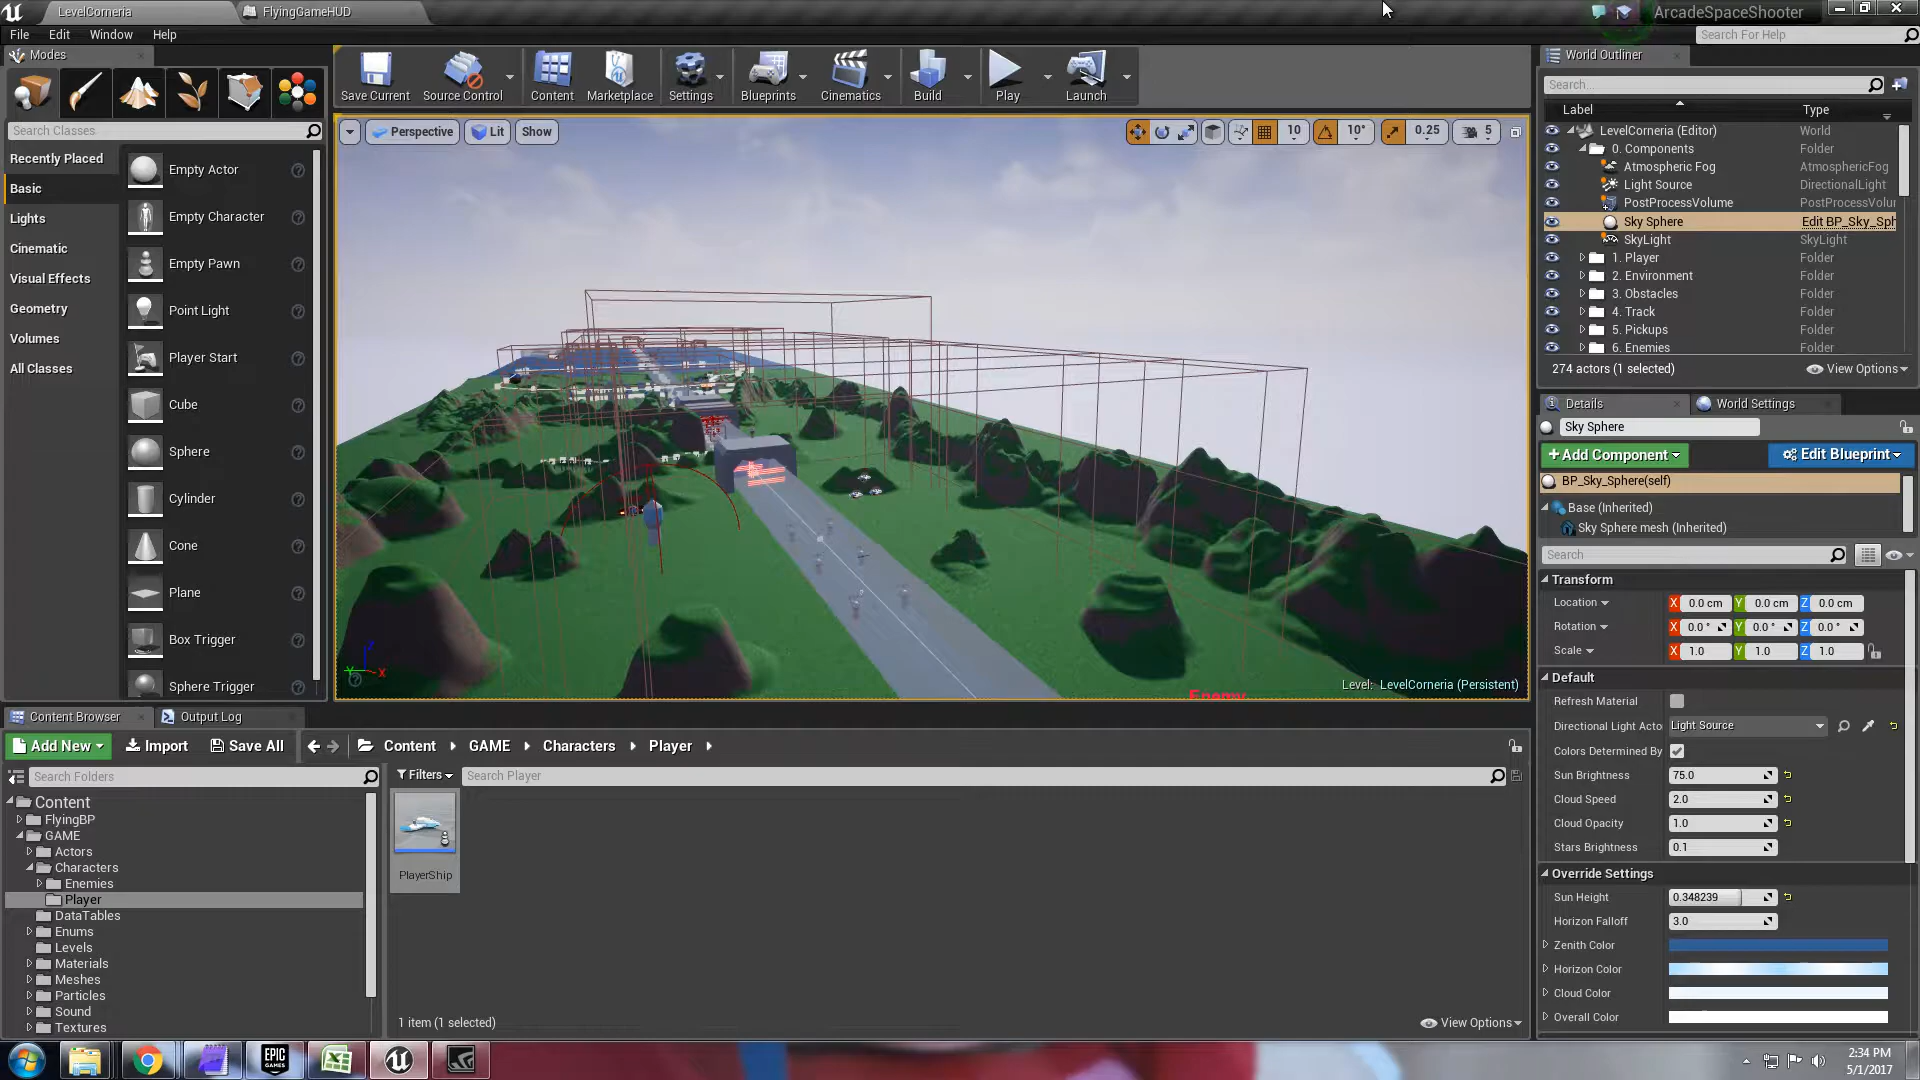 LevelCorneria
FlyingGameHUD
ArcadeSpaceShooter
File Edit Window Help
Search For Help
Modes
Search Classes
Recently Placed
Basic
Lights
Cinematic
Visual Effects
Geometry
Volumes
All Classes
Empty Actor
Empty Character
Empty Pawn
Point Light
Player Start
Cube
Sphere
Cylinder
Cone
Plane
Box Trigger
Sphere Trigger
Save Current
Source Control
Content
Marketplace
Settings
Blueprints
Cinematics
Build
Play
Launch
Perspective Lit Show
10 10° 0.25 5
Enemy
Level: LevelCorneria (Persistent)
Z
Y X
World Outliner
Search...
Label Type
LevelCorneria (Editor) World
0. Components Folder
Atmospheric Fog AtmosphericFog
Light Source DirectionalLight
PostProcessVolume PostProcessVolu
Sky Sphere Edit BP_Sky_Sph
SkyLight SkyLight
1. Player Folder
2. Environment Folder
3. Obstacles Folder
4. Track Folder
5. Pickups Folder
6. Enemies Folder
274 actors (1 selected) View Options
Details World Settings
Sky Sphere
+Add Component Edit Blueprint
BP_Sky_Sphere(self)
Base (Inherited)
Sky Sphere mesh (Inherited)
Search
Transform
Location X 0.0 cm Y 0.0 cm Z 0.0 cm
Rotation X 0.0 ° Y 0.0 ° Z 0.0 °
Scale X 1.0 Y 1.0 Z 1.0
Default
Refresh Material
Directional Light Acto Light Source
Colors Determined By
Sun Brightness 75.0
Cloud Speed 2.0
Cloud Opacity 1.0
Stars Brightness 0.1
Override Settings
Sun Height 0.348239
Horizon Falloff 3.0
Zenith Color
Horizon Color
Cloud Color
Overall Color
Content Browser Output Log
Add New Import Save All Content GAME Characters Player
Search Folders
Filters Search Player
Content
FlyingBP
GAME
Actors
Characters
Enemies
Player
DataTables
Enums
Levels
Materials
Meshes
Particles
Sound
Textures
PlayerShip
1 item (1 selected) View Options
EPIC
GAMES
2:34 PM
5/1/2017